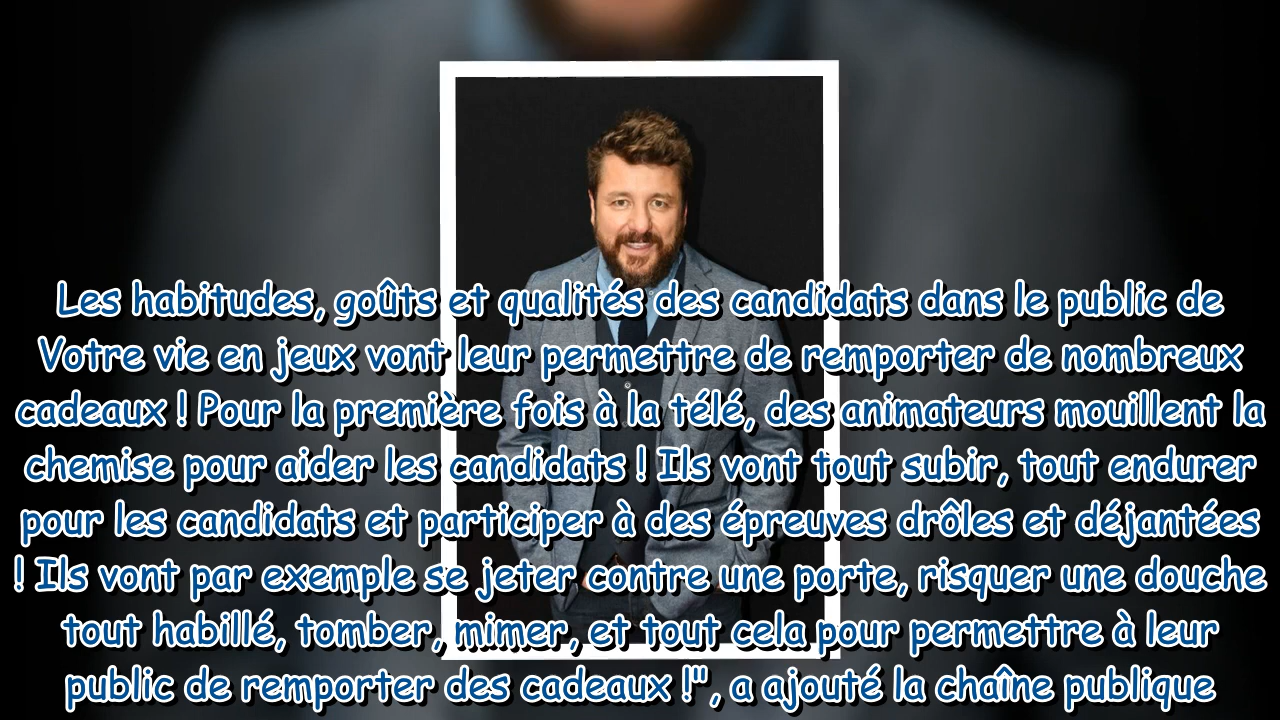 Les habitudes, goûts et qualités des candidats dans le public de
Votre vie en jeux vont leur permettre de remporter de nombreux
cadeaux ! Pour la première fois à la télé, des animateurs mouillent la
chemise pour aider les candidats ! Ils vont tout subir, tout endurer
pour les candidats et participer à des épreuves drôles et déjantées
! Ils vont par exemple se jeter contre une porte, risquer une douche
tout habillé, tomber, mimer, et tout cela pour permettre à leur
public de remporter des cadeaux !", a ajouté la chaîne publique